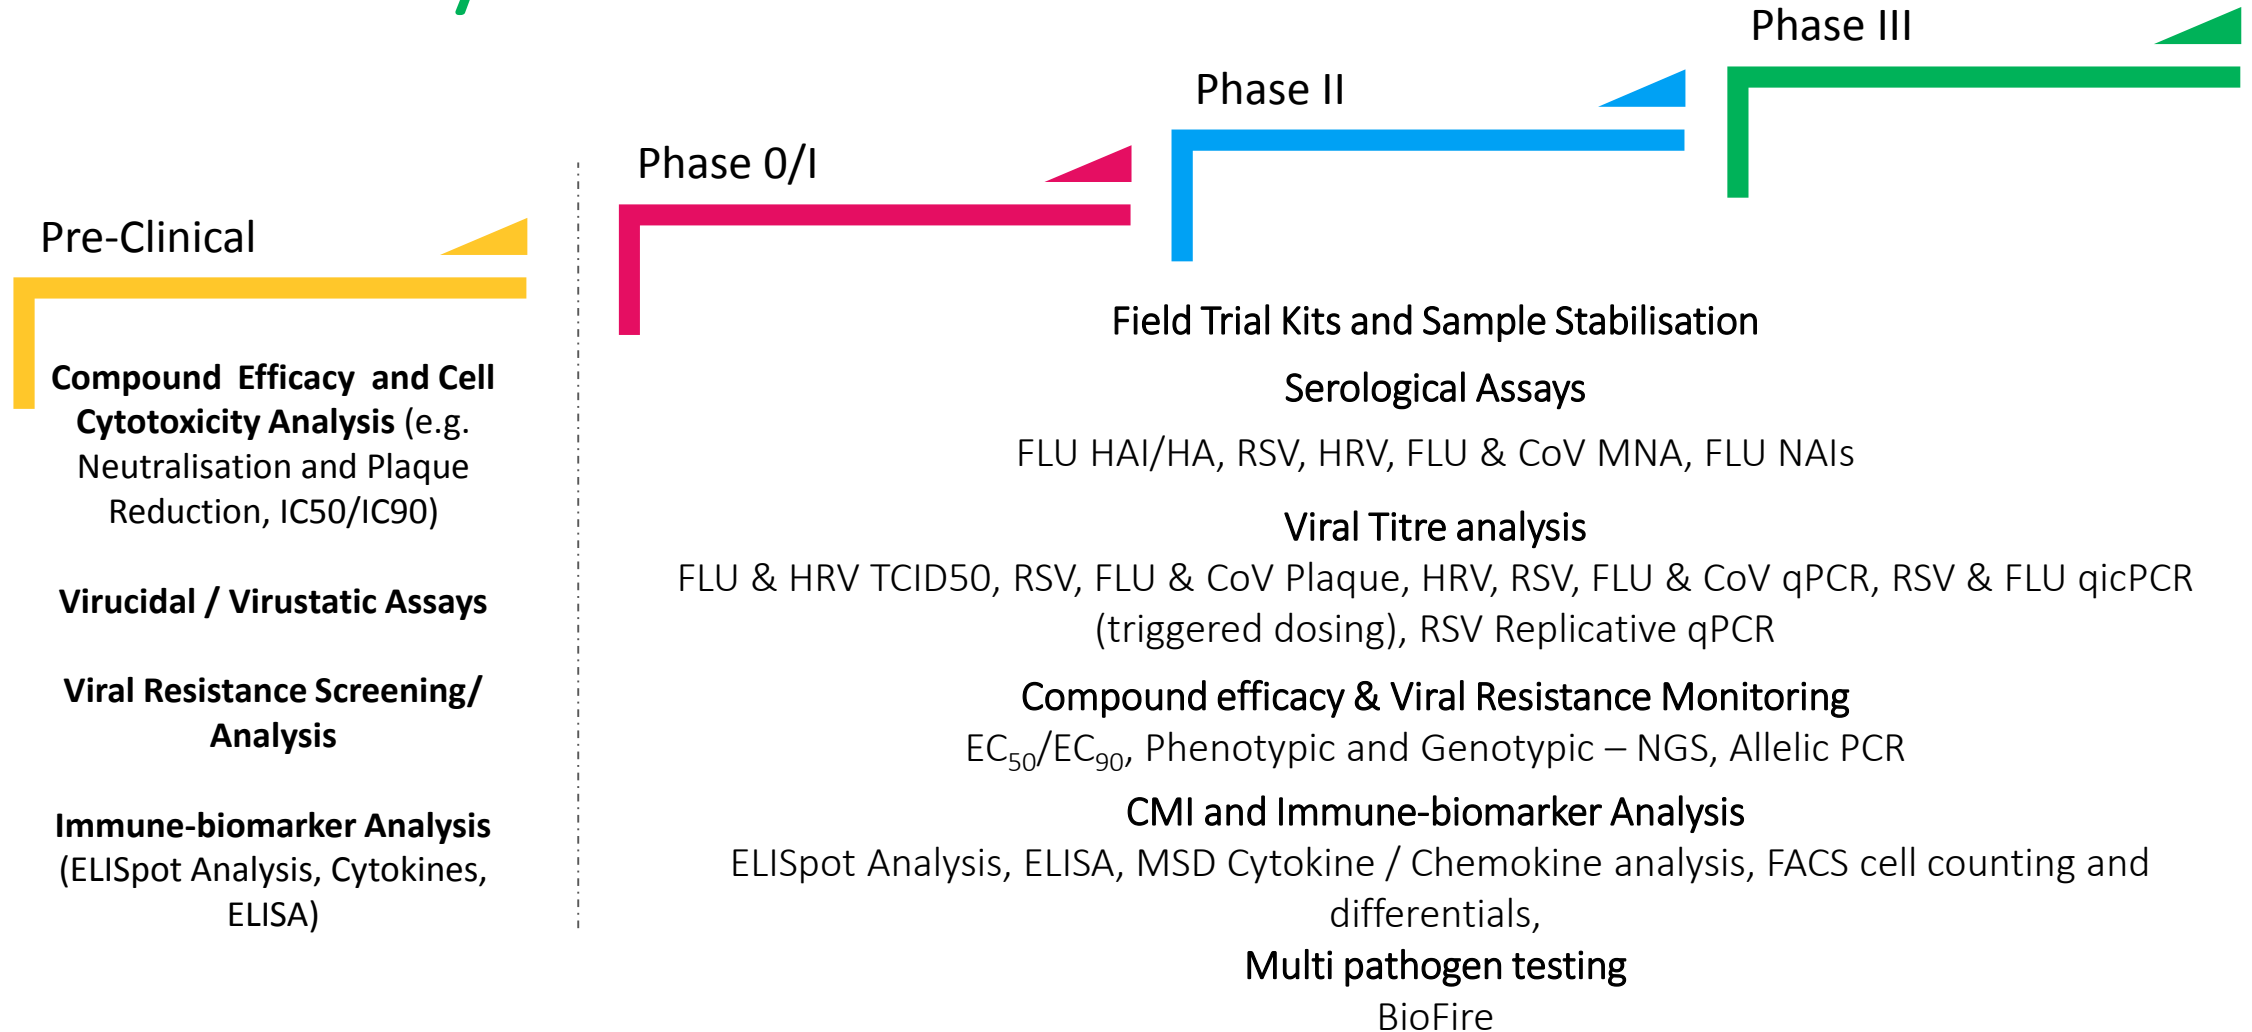 Pre-Clinical
Phase 0/I
Phase II
Phase III
Compound Efficacy and Cell
Cytotoxicity Analysis (e.g.
Neutralisation and Plaque
Reduction, IC50/IC90)
Virucidal / Virustatic Assays
Viral Resistance Screening/
Analysis
Immune-biomarker Analysis
(ELISpot Analysis, Cytokines,
ELISA)
Field Trial Kits and Sample Stabilisation
Serological Assays
FLU HAI/HA, RSV, HRV, FLU & CoV MNA, FLU NAIs
Viral Titre analysis
FLU & HRV TCID50, RSV, FLU & CoV Plaque, HRV, RSV, FLU & CoV qPCR, RSV & FLU qicPCR
(triggered dosing), RSV Replicative qPCR
Compound efficacy & Viral Resistance Monitoring
EC50/EC90, Phenotypic and Genotypic – NGS, Allelic PCR
CMI and Immune-biomarker Analysis
ELISpot Analysis, ELISA, MSD Cytokine / Chemokine analysis, FACS cell counting and
differentials,
Multi pathogen testing
BioFire